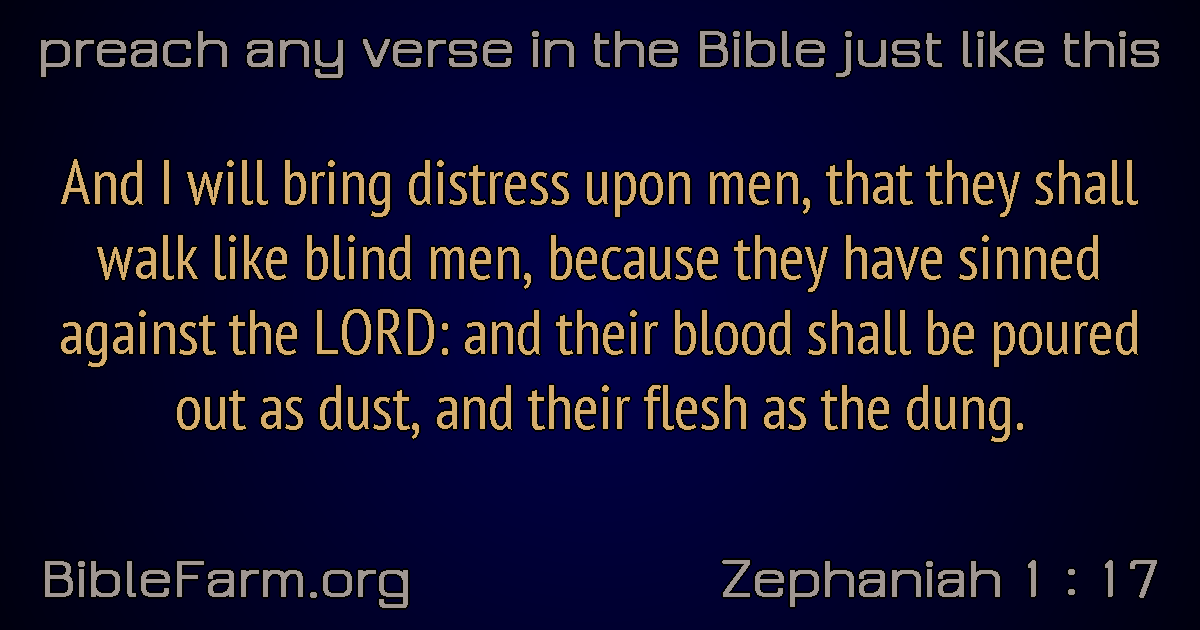 preach any verse in the Bible just like this
And I will bring distress upon men, that they shall
walk like blind men, because they have sinned
against the LORD: and their blood shall be poured
out as dust, and their flesh as the dung.
BibleFarm.org
Zephaniah 1 : 17